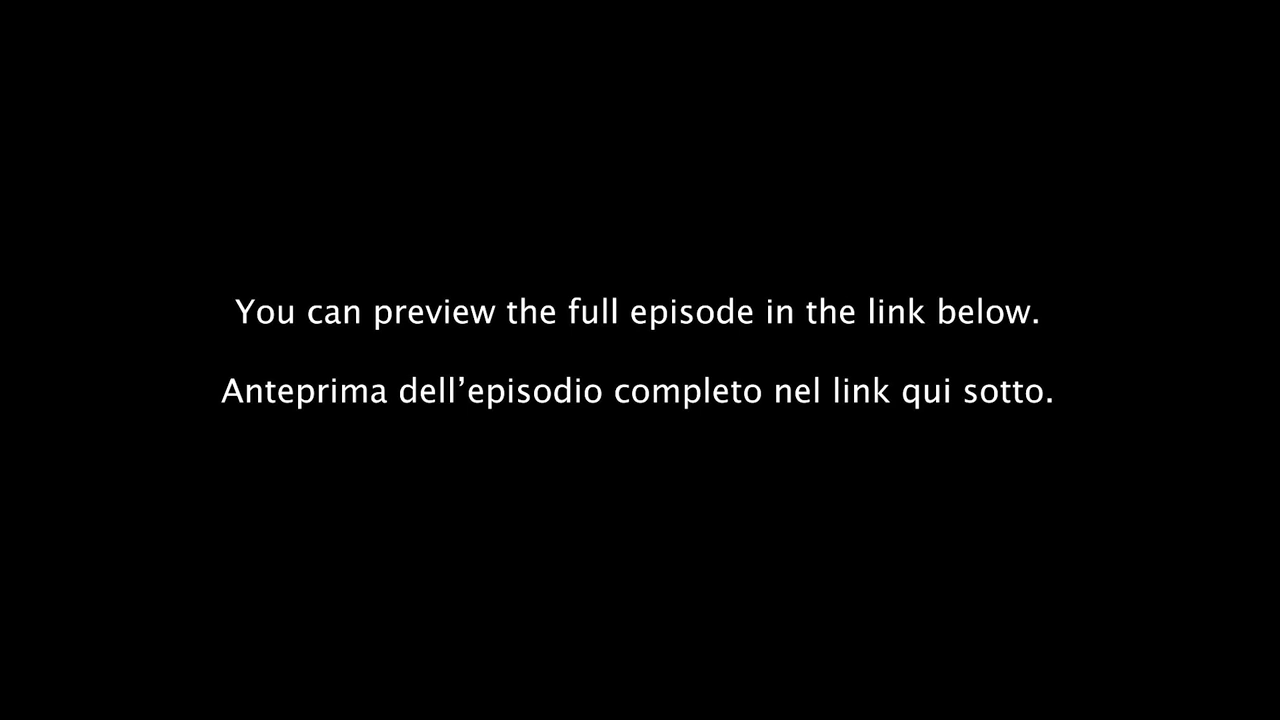 You can preview the full episode in the link below.
Anteprima dell’episodio completo nel link qui sotto.